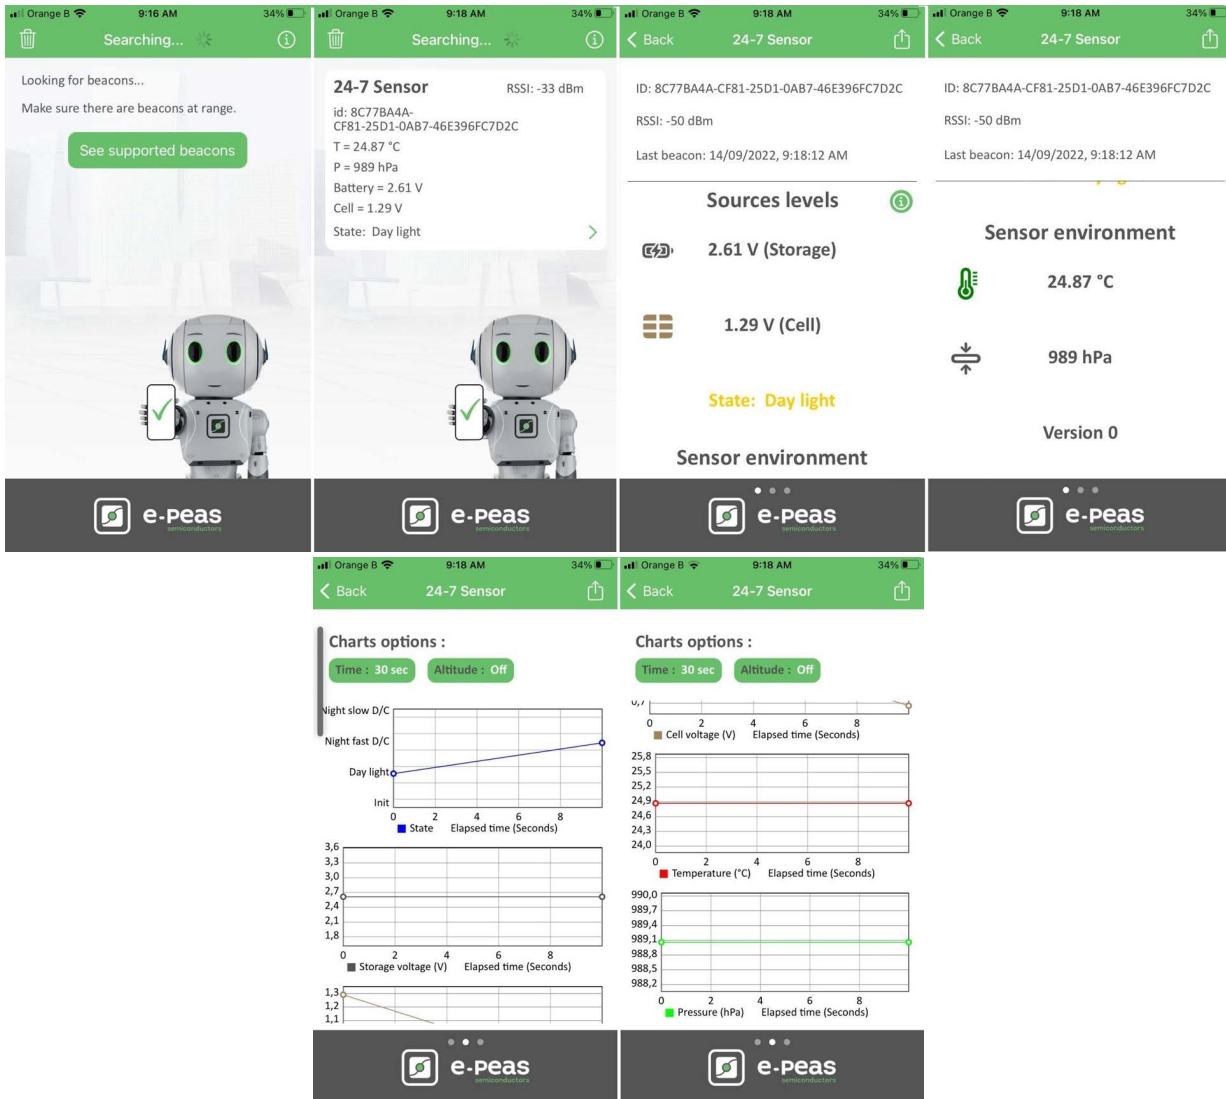 Orange B 9:16 AM 34%
Searching...
Looking for beacons...
Make sure there are beacons at range.
See supported beacons
e-peas
semiconductors
Orange B 9:18 AM 34%
Searching...
24-7 Sensor RSSI: -33 dBm
id: 8C77BA4A-
CF81-25D1-0AB7-46E396FC7D2C
T = 24.87 °C
P = 989 hPa
Battery = 2.61 V
Cell = 1.29 V
State: Day light
e-peas
semiconductors
Orange B 9:18 AM 34%
Back 24-7 Sensor
ID: 8C77BA4A-CF81-25D1-0AB7-46E396FC7D2C
RSSI: -50 dBm
Last beacon: 14/09/2022, 9:18:12 AM
Sources levels
2.61 V (Storage)
1.29 V (Cell)
State: Day light
Sensor environment
e-peas
semiconductors
Orange B 9:18 AM 34%
Back 24-7 Sensor
ID: 8C77BA4A-CF81-25D1-0AB7-46E396FC7D2C
RSSI: -50 dBm
Last beacon: 14/09/2022, 9:18:12 AM
Sensor environment
24.87 °C
989 hPa
Version 0
e-peas
semiconductors
Orange B 9:18 AM 34%
Back 24-7 Sensor
Charts options :
Time : 30 sec Altitude : Off
Night slow D/C
Night fast D/C
Day light
Init
0 2 4 6 8
State Elapsed time (Seconds)
3,6
3,3
3,0
2,7
2,4
2,1
1,8
0 2 4 6 8
Storage voltage (V) Elapsed time (Seconds)
1,3
1,2
1,1
e-peas
semiconductors
Orange B 9:18 AM 34%
Back 24-7 Sensor
Charts options :
Time : 30 sec Altitude : Off
0,7
0 2 4 6 8
Cell voltage (V) Elapsed time (Seconds)
25,8
25,5
25,2
24,9
24,6
24,3
24,0
0 2 4 6 8
Temperature (°C) Elapsed time (Seconds)
990,0
989,7
989,4
989,1
988,8
988,5
988,2
0 2 4 6 8
Pressure (hPa) Elapsed time (Seconds)
e-peas
semiconductors